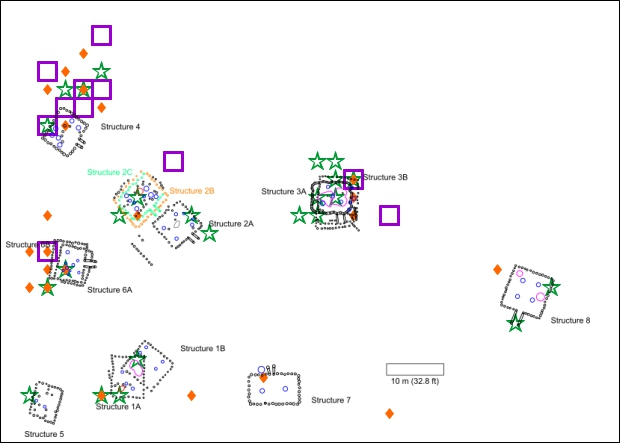 Structure 4
Structure 2C
Structure 2B
Structure 3B
Structure 3A
Structure 2A
Structure 6B
Structure 6A
Structure 8
Structure 1B
10 m (32.8 ft)
Structure 7
Structure 1A
Structure 5